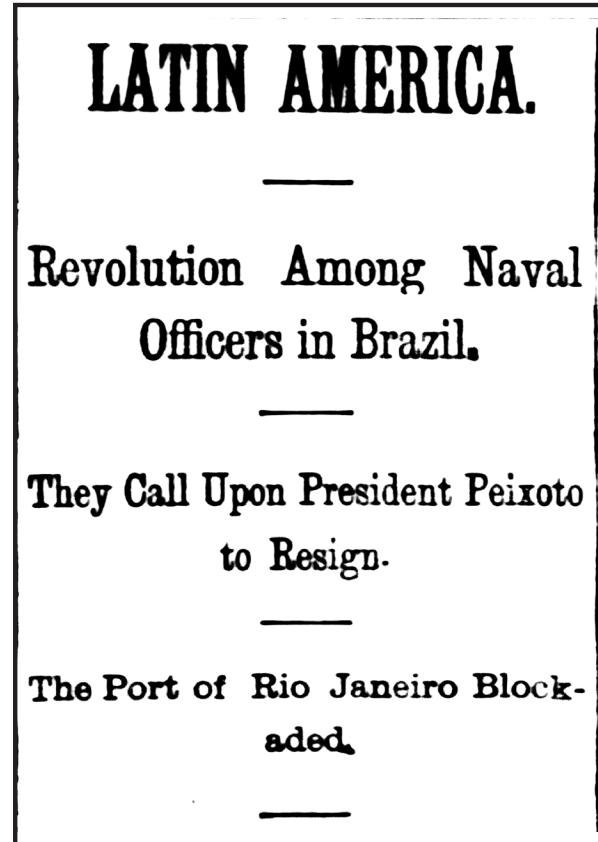 LATIN AMERICA.
Revolution Among Naval
Officers in Brazil.
They Call Upon President Peixoto
to Resign.
The Port of Rio Janeiro Block-
aded.